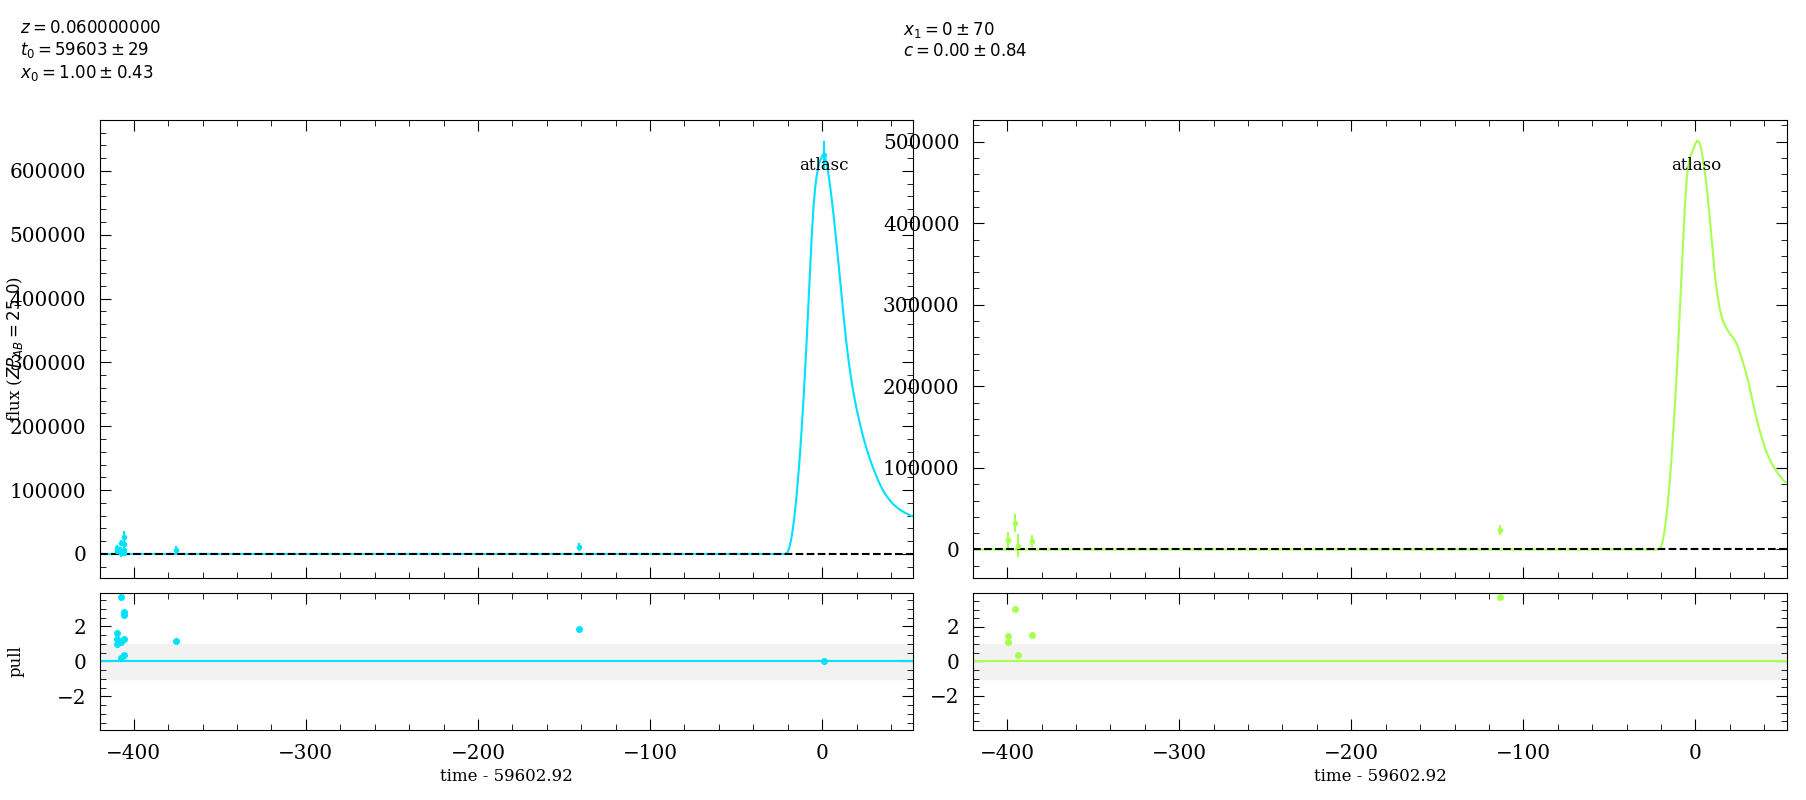 z = 0.060000000
t₀ = 59603 ± 29
x₀ = 1.00 ± 0.43
x₁ = 0 ± 70
c = 0.00 ± 0.84
flux (ZP_AB = 25.0)
600000
500000
400000
300000
200000
100000
0
atlasc
500000
400000
300000
200000
100000
0
atlaso
pull
2
0
−2
−400
−300
−200
−100
0
time - 59602.92
2
0
−2
−400
−300
−200
−100
0
time - 59602.92